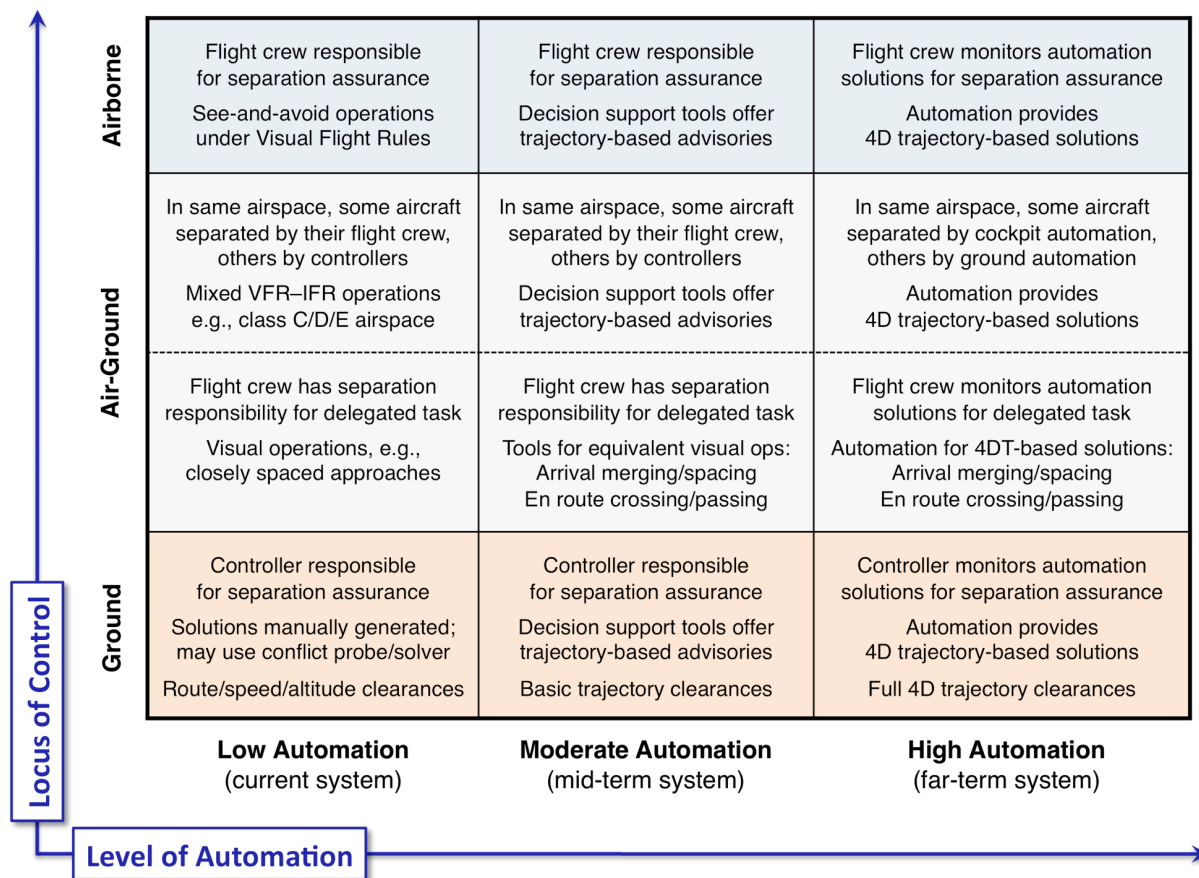 Locus of Control
Airborne
Flight crew responsible
for separation assurance
See-and-avoid operations
under Visual Flight Rules
Flight crew responsible
for separation assurance
Decision support tools offer
trajectory-based advisories
Flight crew monitors automation
solutions for separation assurance
Automation provides
4D trajectory-based solutions
Air-Ground
In same airspace, some aircraft
separated by their flight crew,
others by controllers
Mixed VFR–IFR operations
e.g., class C/D/E airspace
In same airspace, some aircraft
separated by their flight crew,
others by controllers
Decision support tools offer
trajectory-based advisories
In same airspace, some aircraft
separated by cockpit automation,
others by ground automation
Automation provides
4D trajectory-based solutions
Flight crew has separation
responsibility for delegated task
Visual operations, e.g.,
closely spaced approaches
Flight crew has separation
responsibility for delegated task
Tools for equivalent visual ops:
Arrival merging/spacing
En route crossing/passing
Flight crew monitors automation
solutions for delegated task
Automation for 4DT-based solutions:
Arrival merging/spacing
En route crossing/passing
Ground
Controller responsible
for separation assurance
Solutions manually generated;
may use conflict probe/solver
Route/speed/altitude clearances
Controller responsible
for separation assurance
Decision support tools offer
trajectory-based advisories
Basic trajectory clearances
Controller monitors automation
solutions for separation assurance
Automation provides
4D trajectory-based solutions
Full 4D trajectory clearances
Low Automation
(current system)
Moderate Automation
(mid-term system)
High Automation
(far-term system)
Level of Automation